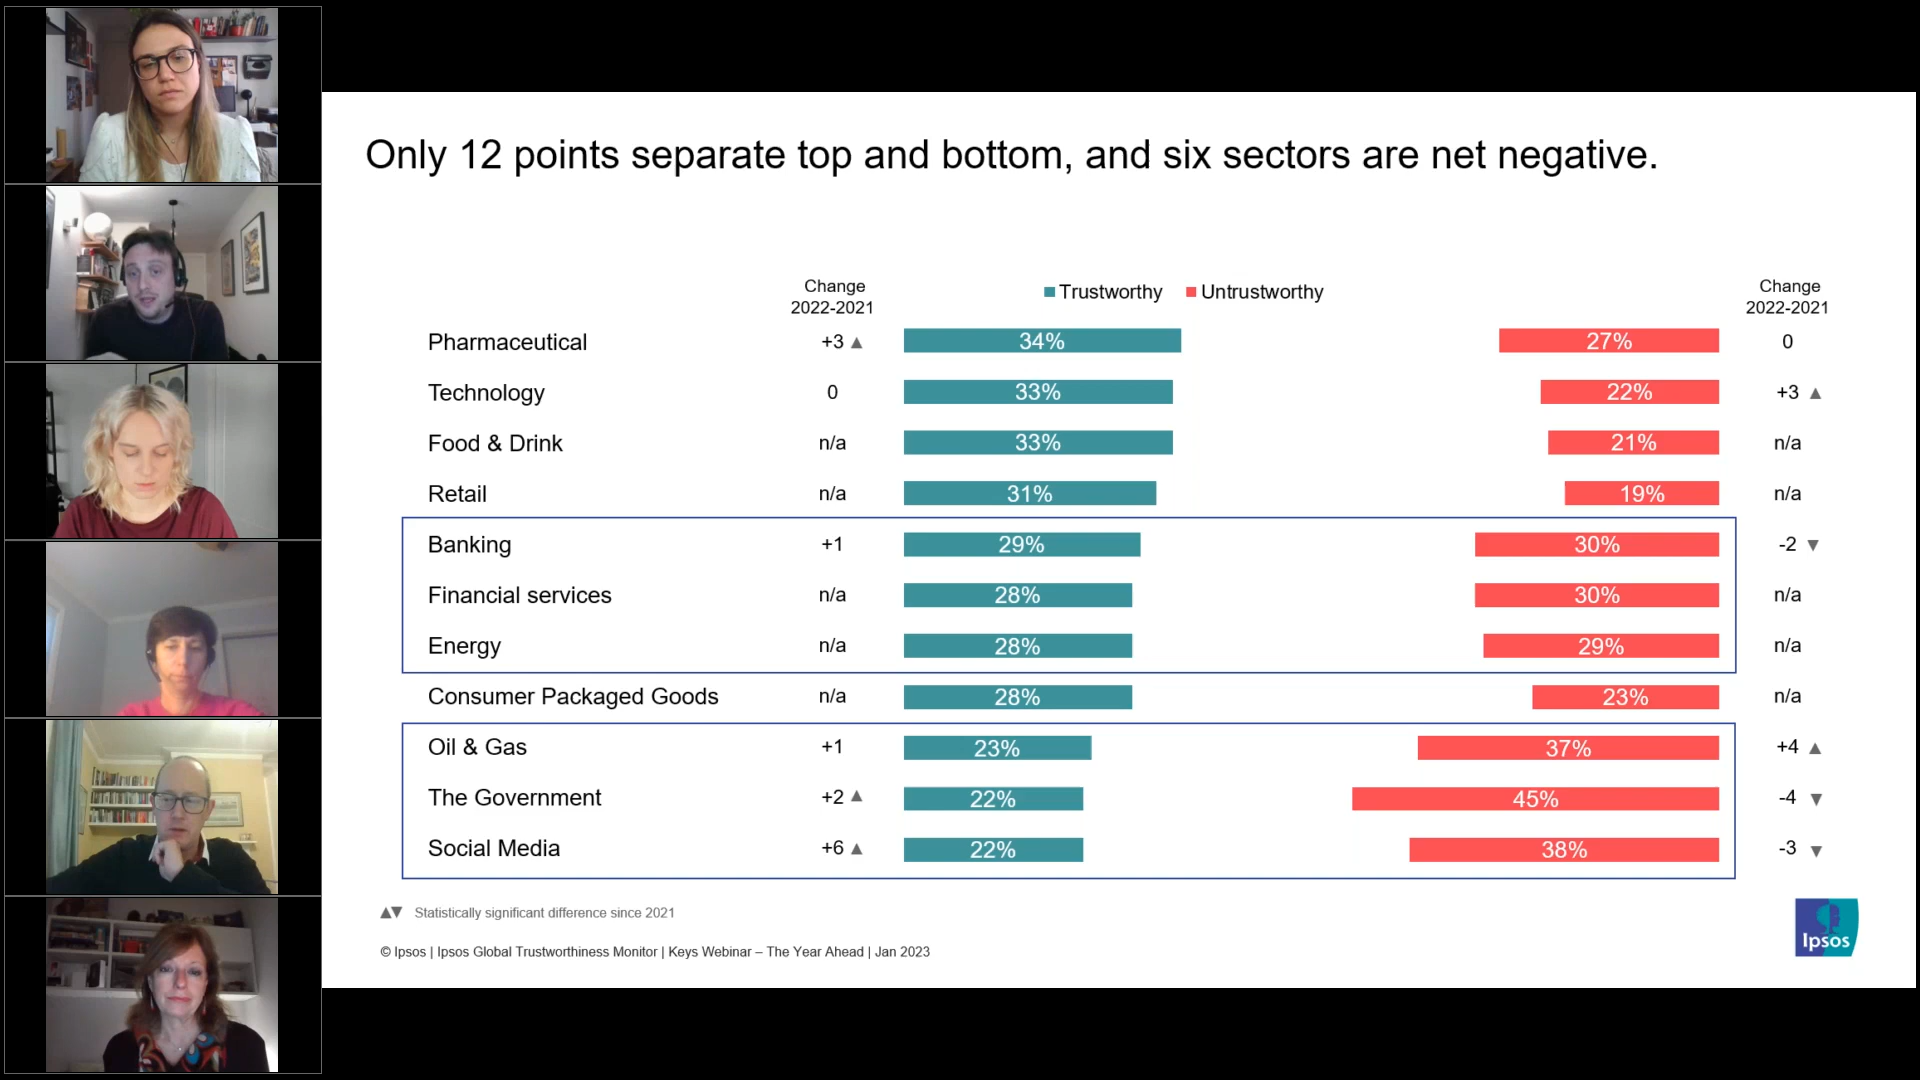 Only 12 points separate top and bottom, and six sectors are net negative.
Change
2022-2021
Trustworthy Untrustworthy
Change
2022-2021
Pharmaceutical +3 ▲ 34% 27% 0
Technology 0 33% 22% +3 ▲
Food & Drink n/a 33% 21% n/a
Retail n/a 31% 19% n/a
Banking +1 29% 30% -2 ▼
Financial services n/a 28% 30% n/a
Energy n/a 28% 29% n/a
Consumer Packaged Goods n/a 28% 23% n/a
Oil & Gas +1 23% 37% +4 ▲
The Government +2 ▲ 22% 45% -4 ▼
Social Media +6 ▲ 22% 38% -3 ▼
▲▼ Statistically significant difference since 2021
© Ipsos | Ipsos Global Trustworthiness Monitor | Keys Webinar – The Year Ahead | Jan 2023
Ipsos